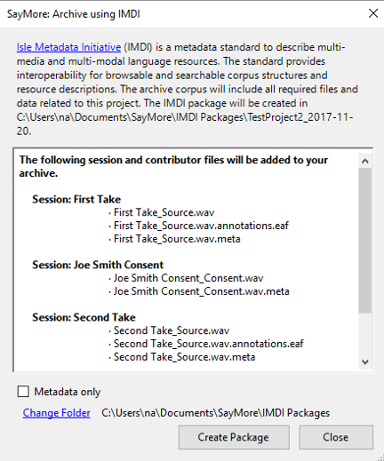 SayMore: Archive using IMDI
Isle Metadata Initiative (IMDI) is a metadata standard to describe multi-
media and multi-modal language resources. The standard provides
interoperability for browsable and searchable corpus structures and
resource descriptions. The archive corpus will include all required files and
data related to this project. The IMDI package will be created in
C:\Users\na\Documents\SayMore\IMDI Packages\TestProject2_2017-11-
20.
The following session and contributor files will be added to your
archive.
Session: First Take
· First Take_Source.wav
· First Take_Source.wav.annotations.eaf
· First Take_Source.wav.meta
Session: Joe Smith Consent
· Joe Smith Consent_Consent.wav
· Joe Smith Consent_Consent.wav.meta
Session: Second Take
· Second Take_Source.wav
· Second Take_Source.wav.annotations.eaf
· Second Take_Source.wav.meta
Metadata only
Change Folder C:\Users\na\Documents\SayMore\IMDI Packages
Create Package Close